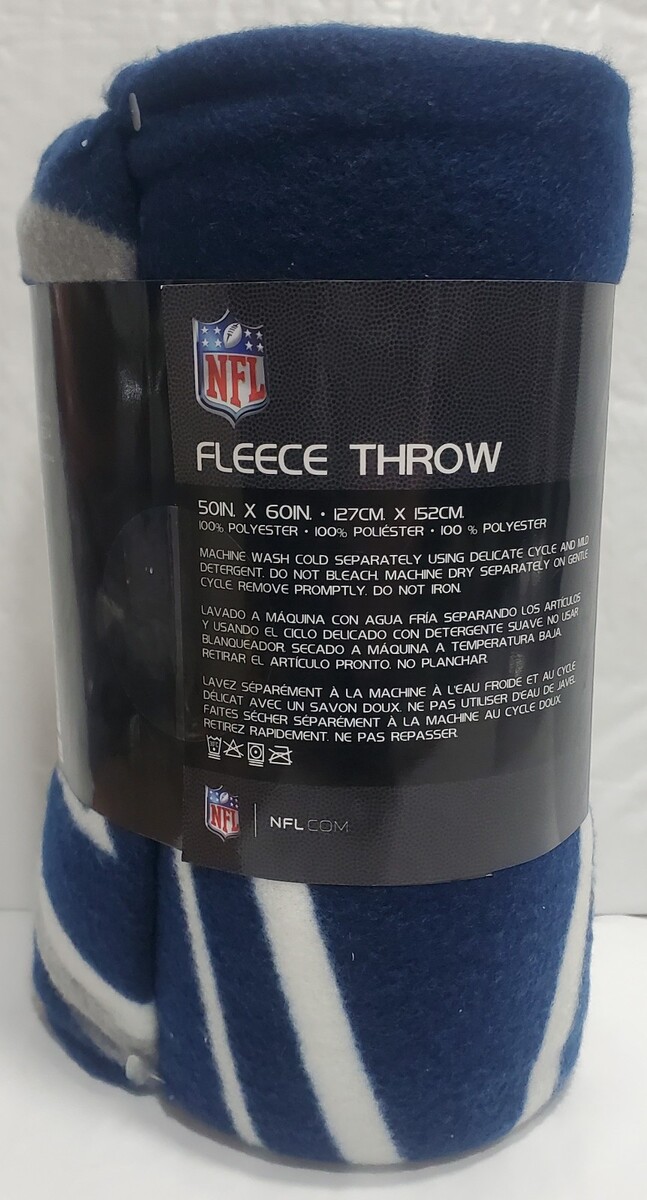 NFL
FLEECE THROW
50IN. X 60IN. • 127CM. X 152CM.
100% POLYESTER • 100% POLIÉSTER • 100 % POLYESTER
MACHINE WASH COLD SEPARATELY USING DELICATE CYCLE AND MILD
DETERGENT. DO NOT BLEACH. MACHINE DRY SEPARATELY ON GENTLE
CYCLE. REMOVE PROMPTLY. DO NOT IRON.
LAVADO A MÁQUINA CON AGUA FRÍA SEPARANDO LOS ARTÍCULOS
Y USANDO EL CICLO DELICADO CON DETERGENTE SUAVE. NO USAR
BLANQUEADOR. SECADO A MÁQUINA A TEMPERATURA BAJA.
RETIRAR EL ARTÍCULO PRONTO. NO PLANCHAR.
LAVEZ SÉPARÉMENT À LA MACHINE À L'EAU FROIDE ET AU CYCLE
DÉLICAT AVEC UN SAVON DOUX. NE PAS UTILISER D'EAU DE JAVEL.
FAITES SÉCHER SÉPARÉMENT À LA MACHINE AU CYCLE DOUX.
RETIREZ RAPIDEMENT. NE PAS REPASSER.
NFL | NFL.COM